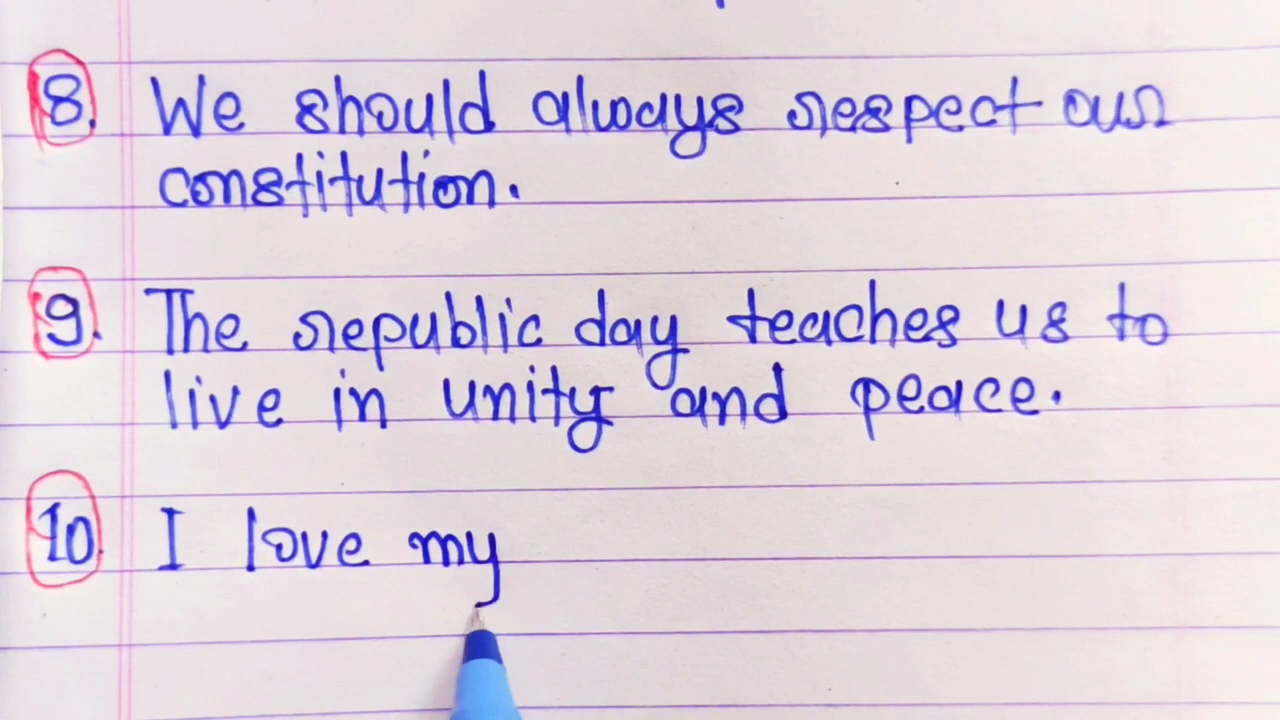 8. We should always respect our
constitution.
9. The republic day teaches us to
live in unity and peace.
10. I love my